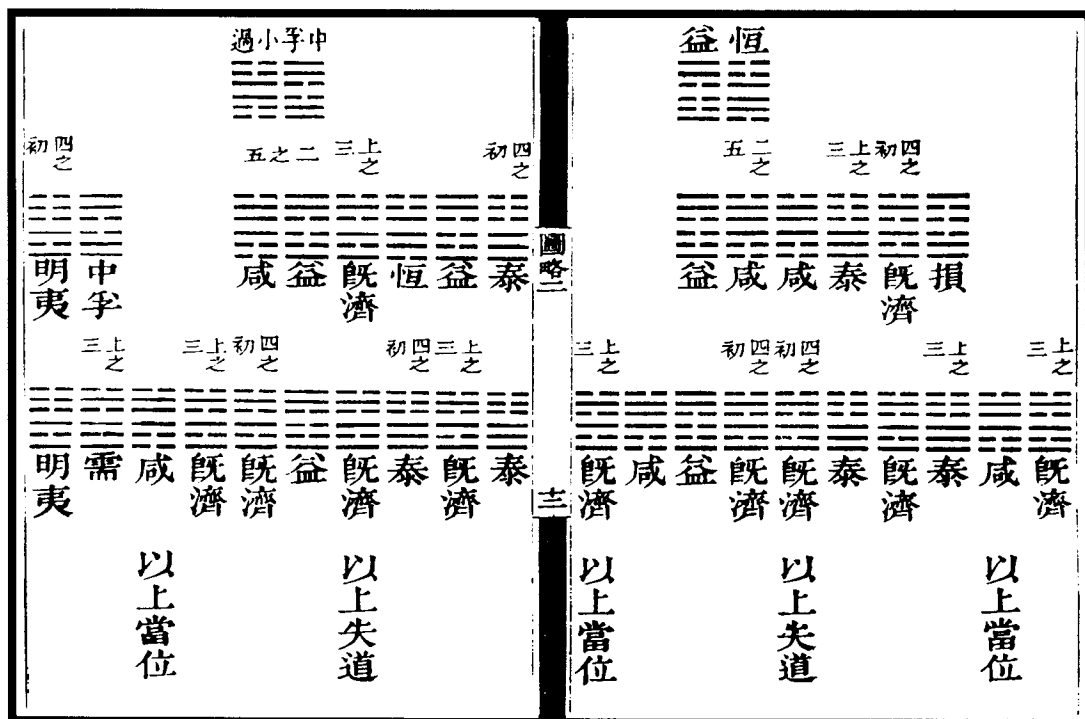 恒 益
四之初 上之三 二之五
損 既濟 泰 咸 咸 益
上之三 上之三 四之初 四之初 上之三
既濟 咸 泰 既濟 泰 既濟 既濟 益 咸 既濟
以上當位 以上失道 以上當位
圖略二
中孚 小過
四之初 上之三 二之五 四之初
泰 益 恒 既濟 益 咸 中孚 明夷
上之三 四之初 四之初 上之三 上之三
泰 既濟 泰 既濟 益 既濟 既濟 咸 需 明夷
以上失道 以上當位